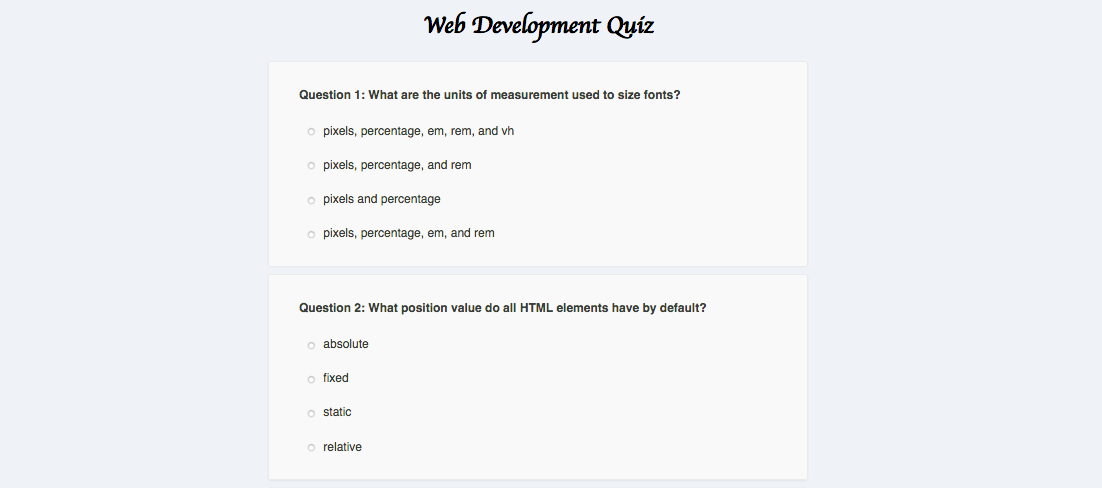 Web Development Quiz
Question 1: What are the units of measurement used to size fonts?
pixels, percentage, em, rem, and vh
pixels, percentage, and rem
pixels and percentage
pixels, percentage, em, and rem
Question 2: What position value do all HTML elements have by default?
absolute
fixed
static
relative